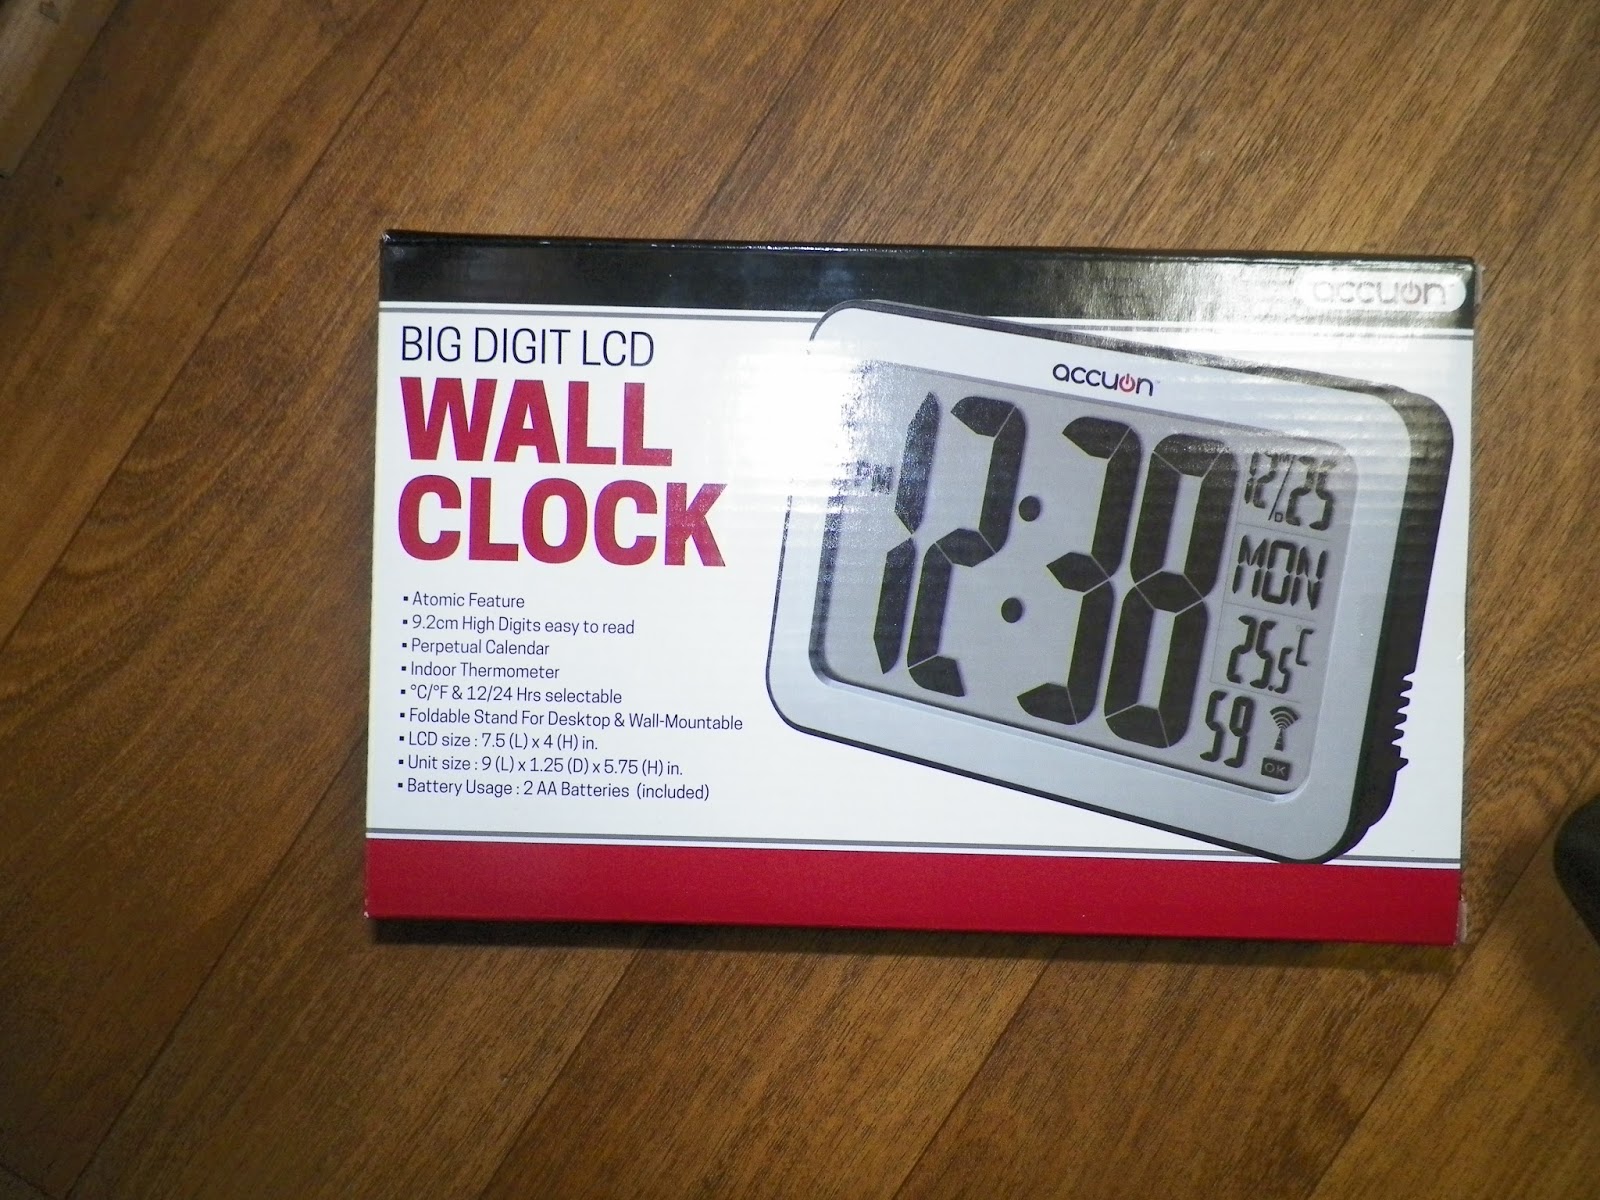 accuon
BIG DIGIT LCD
WALL
CLOCK
▪ Atomic Feature
▪ 9.2cm High Digits easy to read
▪ Perpetual Calendar
▪ Indoor Thermometer
▪ °C/°F & 12/24 Hrs selectable
▪ Foldable Stand For Desktop & Wall-Mountable
▪ LCD size : 7.5 (L) x 4 (H) in.
▪ Unit size : 9 (L) x 1.25 (D) x 5.75 (H) in.
▪ Battery Usage : 2 AA Batteries (included)
accuon
PM
12:38
12/25
MON
25.5°C
59
OK